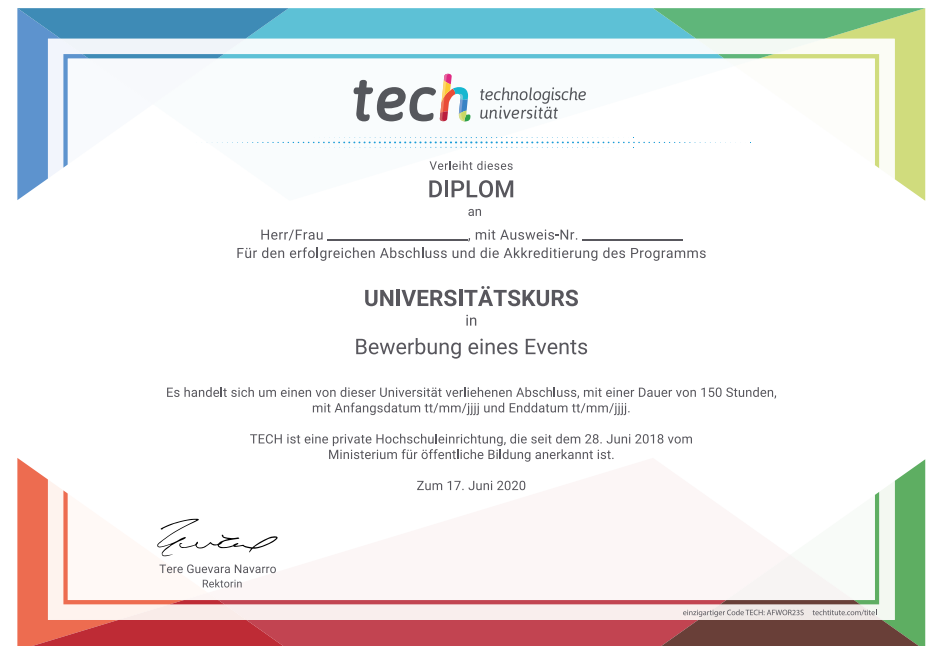 tech technologische
universität
Verleiht dieses
DIPLOM
an
Herr/Frau ____________________, mit Ausweis-Nr. ______________
Für den erfolgreichen Abschluss und die Akkreditierung des Programms
UNIVERSITÄTSKURS
in
Bewerbung eines Events
Es handelt sich um einen von dieser Universität verliehenen Abschluss, mit einer Dauer von 150 Stunden,
mit Anfangsdatum tt/mm/jjjj und Enddatum tt/mm/jjjj.
TECH ist eine private Hochschuleinrichtung, die seit dem 28. Juni 2018 vom
Ministerium für öffentliche Bildung anerkannt ist.
Zum 17. Juni 2020
Tere Guevara Navarro
Rektorin
einzigartiger Code TECH: AFWOR23S techtitute.com/titel